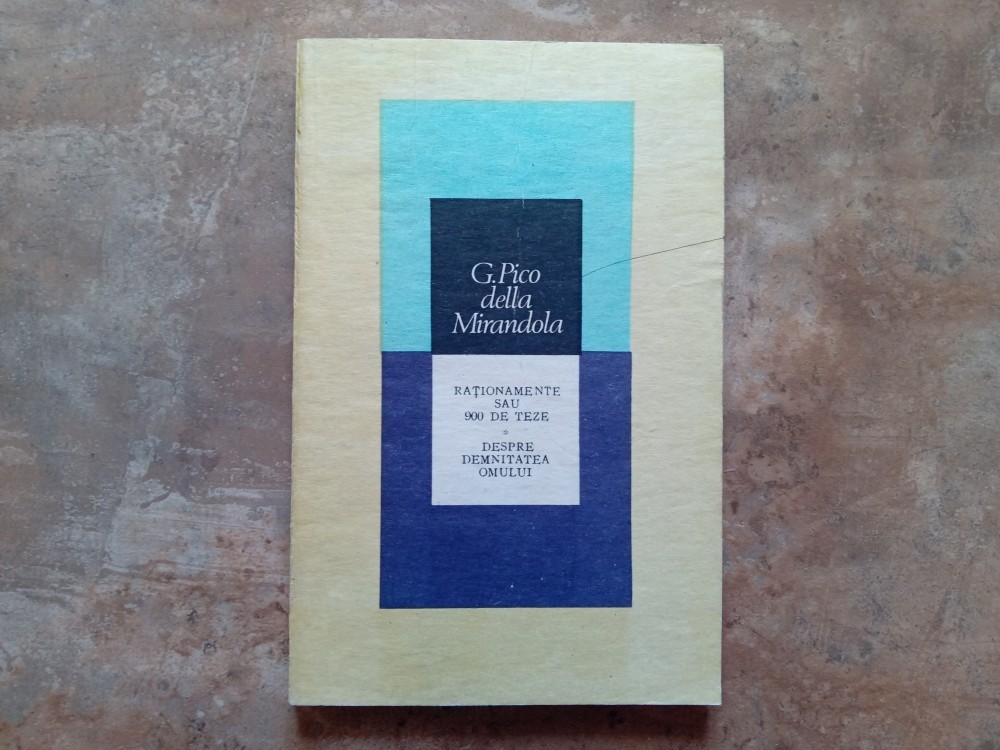 G.Pico
della
Mirandola
RAȚIONAMENTE
SAU
900 DE TEZE
*
DESPRE
DEMNITATEA
OMULUI